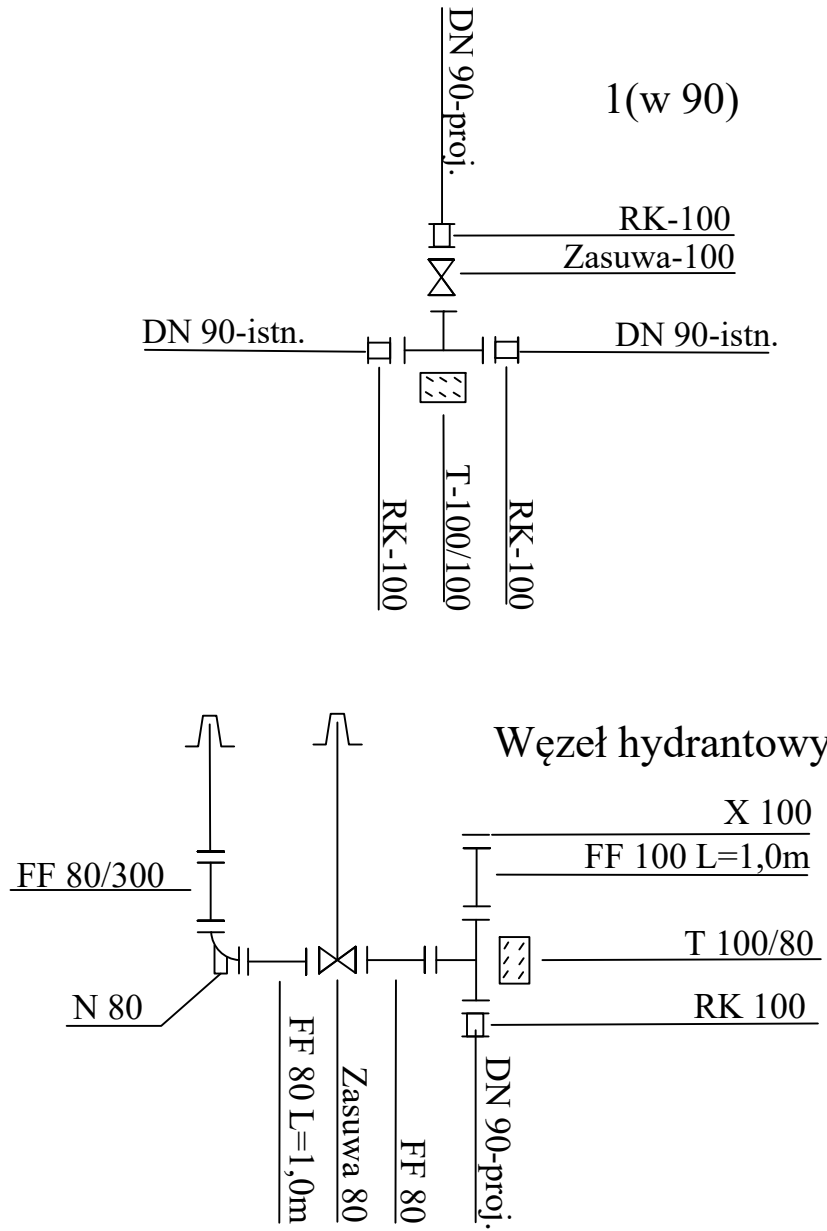 DN 90-proj.
1(w 90)
RK-100
Zasuwa-100
DN 90-istn.
DN 90-istn.
RK-100
T-100/100
RK-100
Węzeł hydrantowy
X 100
FF 100 L=1,0m
FF 80/300
T 100/80
N 80
RK 100
FF 80 L=1,0m
Zasuwa 80
FF 80
DN 90-proj.